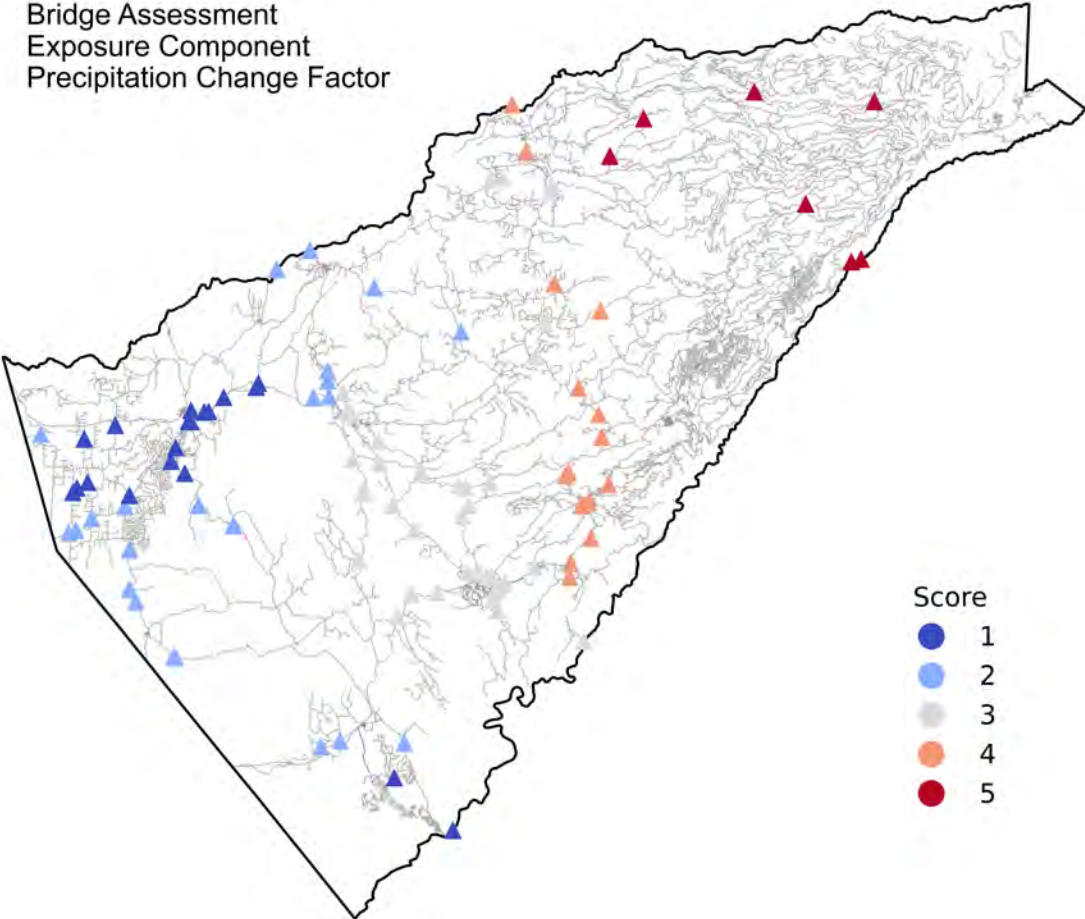 Bridge Assessment
Exposure Component
Precipitation Change Factor
Score
1
2
3
4
5